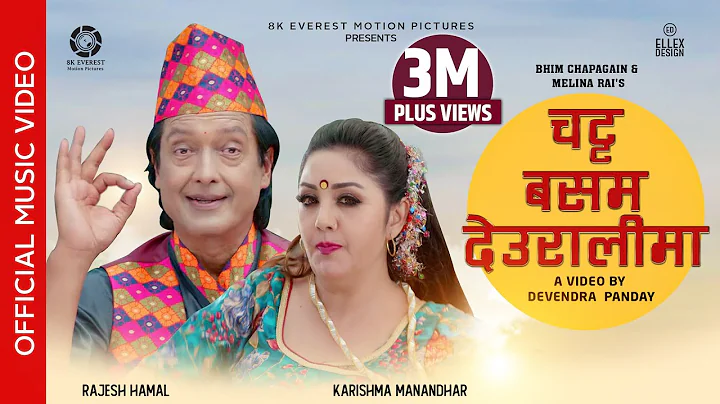 8K EVEREST MOTION PICTURES
PRESENTS
8K EVEREST
Motion Pictures
ED
ELLEX
DESIGN
OFFICIAL MUSIC VIDEO
3M
PLUS VIEWS
BHIM CHAPAGAIN &
MELINA RAI'S
चट्ट
बसम
देउरालीमा
A VIDEO BY
DEVENDRA PANDAY
RAJESH HAMAL
KARISHMA MANANDHAR